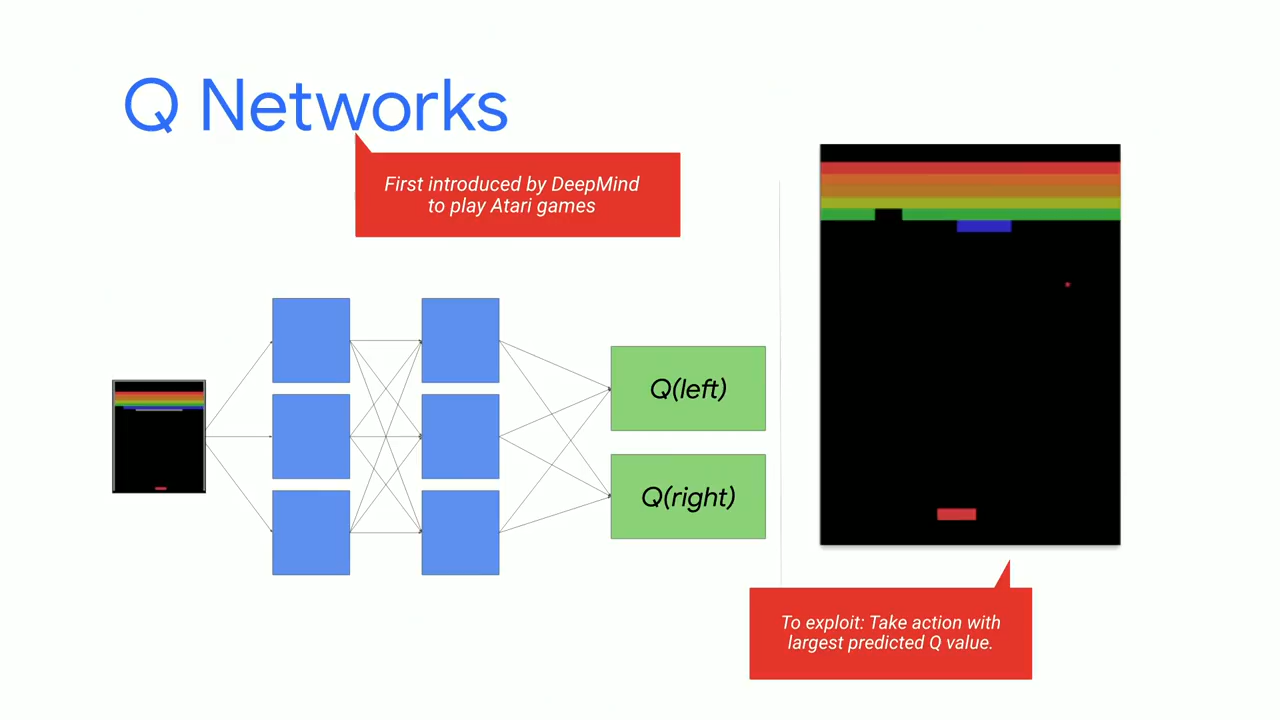 Q Networks
First introduced by DeepMind
to play Atari games
Q(left)
Q(right)
To exploit: Take action with
largest predicted Q value.